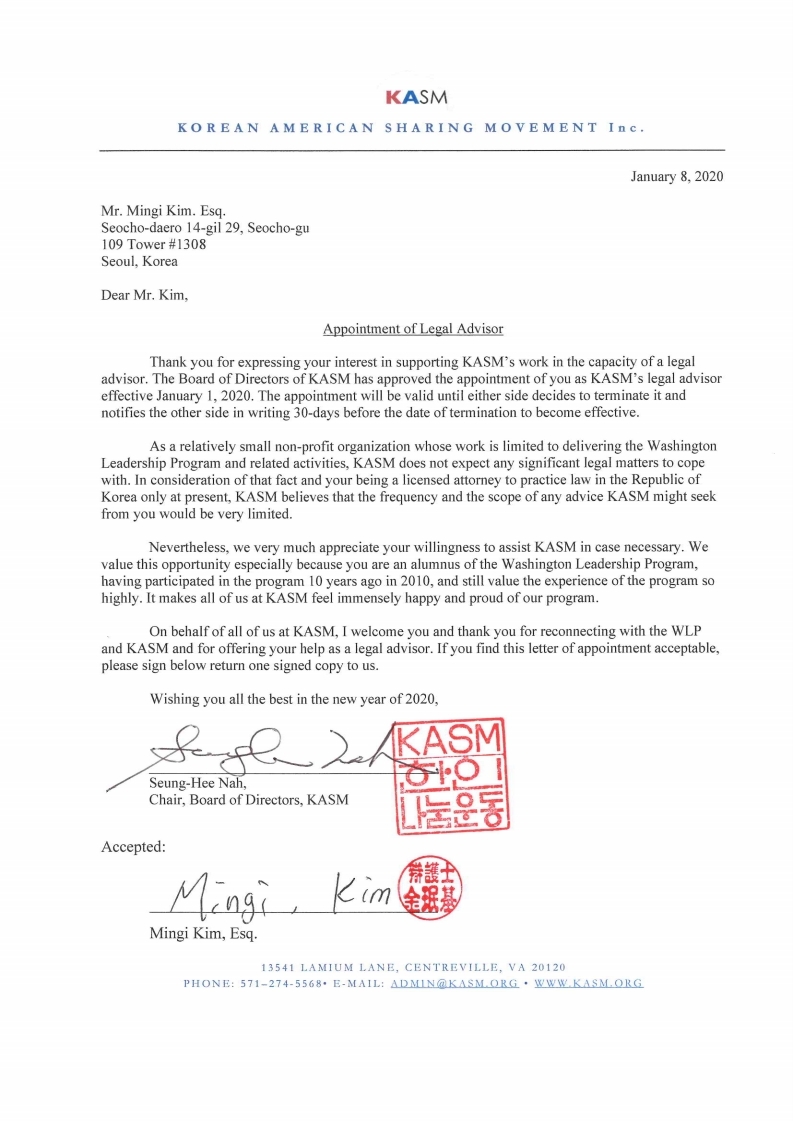 KASM
KOREAN AMERICAN SHARING MOVEMENT Inc.
January 8, 2020
Mr. Mingi Kim. Esq.
Seocho-daero 14-gil 29, Seocho-gu
109 Tower #1308
Seoul, Korea
Dear Mr. Kim,
Appointment of Legal Advisor
Thank you for expressing your interest in supporting KASM's work in the capacity of a legal
advisor. The Board of Directors of KASM has approved the appointment of you as KASM's legal advisor
effective January 1, 2020. The appointment will be valid until either side decides to terminate it and
notifies the other side in writing 30-days before the date of termination to become effective.
As a relatively small non-profit organization whose work is limited to delivering the Washington
Leadership Program and related activities, KASM does not expect any significant legal matters to cope
with. In consideration of that fact and your being a licensed attorney to practice law in the Republic of
Korea only at present, KASM believes that the frequency and the scope of any advice KASM might seek
from you would be very limited.
Nevertheless, we very much appreciate your willingness to assist KASM in case necessary. We
value this opportunity especially because you are an alumnus of the Washington Leadership Program,
having participated in the program 10 years ago in 2010, and still value the experience of the program so
highly. It makes all of us at KASM feel immensely happy and proud of our program.
On behalf of all of us at KASM, I welcome you and thank you for reconnecting with the WLP
and KASM and for offering your help as a legal advisor. If you find this letter of appointment acceptable,
please sign below return one signed copy to us.
Wishing you all the best in the new year of 2020,
KASM
한인
나눔운동
Seung-Hee Nah,
Chair, Board of Directors, KASM
Accepted:
Mingi, Kim
辯護士
金珉基
Mingi Kim, Esq.
13541 LAMIUM LANE, CENTREVILLE, VA 20120
PHONE: 571–274-5568• E-MAIL: ADMIN@KASM.ORG • WWW.KASM.ORG